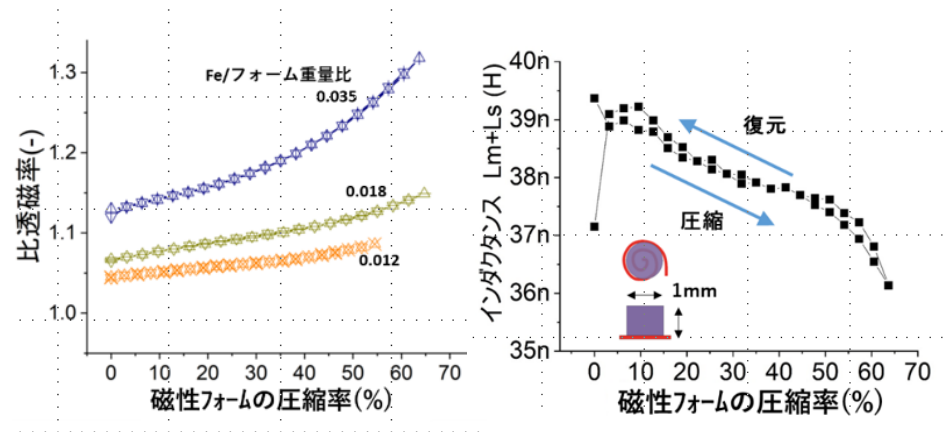 Fe/フォーム重量比
0.035
0.018
0.012
1.3
1.2
1.1
1.0
比透磁率(-)
0 10 20 30 40 50 60 70
磁性フォームの圧縮率(%)
40n
39n
38n
37n
36n
35n
インダクタンス Lm+Ls (H)
復元
圧縮
1mm
0 10 20 30 40 50 60 70
磁性フォームの圧縮率(%)